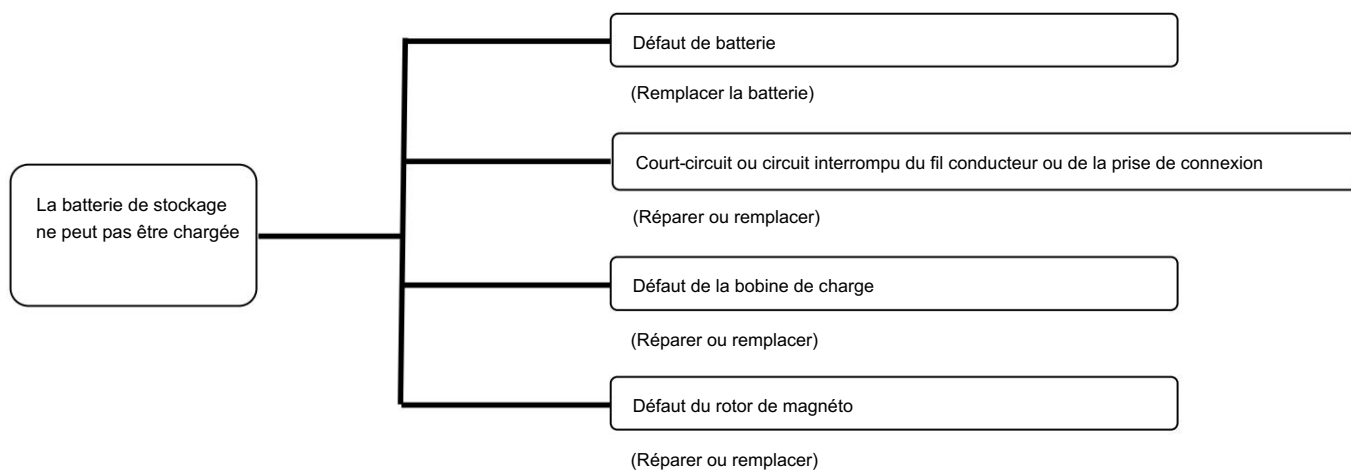 Défaut de batterie
(Remplacer la batterie)
Court-circuit ou circuit interrompu du fil conducteur ou de la prise de connexion
(Réparer ou remplacer)
La batterie de stockage
ne peut pas être chargée
Défaut de la bobine de charge
(Réparer ou remplacer)
Défaut du rotor de magnéto
(Réparer ou remplacer)